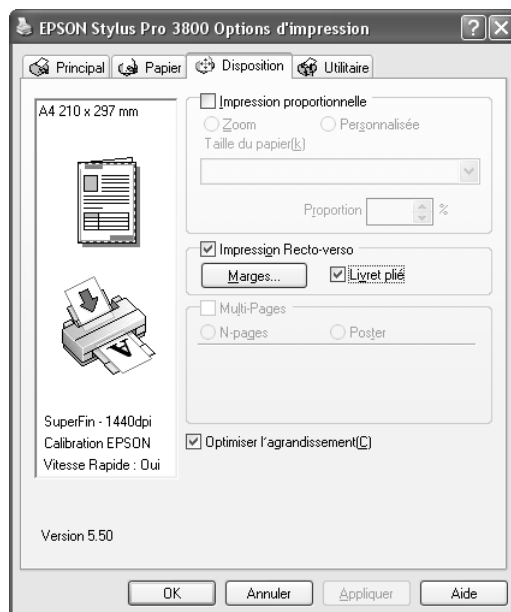 EPSON Stylus Pro 3800 Options d'impression
Principal Papier Disposition Utilitaire
A4 210 x 297 mm
Impression proportionnelle
Zoom Personnalisée
Taille du papier(k)
Proportion %
Impression Recto-verso
Marges... Livret plié
Multi-Pages
N-pages Poster
SuperFin - 1440dpi
Calibration EPSON
Vitesse Rapide : Oui
Optimiser l'agrandissement(C)
Version 5.50
OK Annuler Appliquer Aide